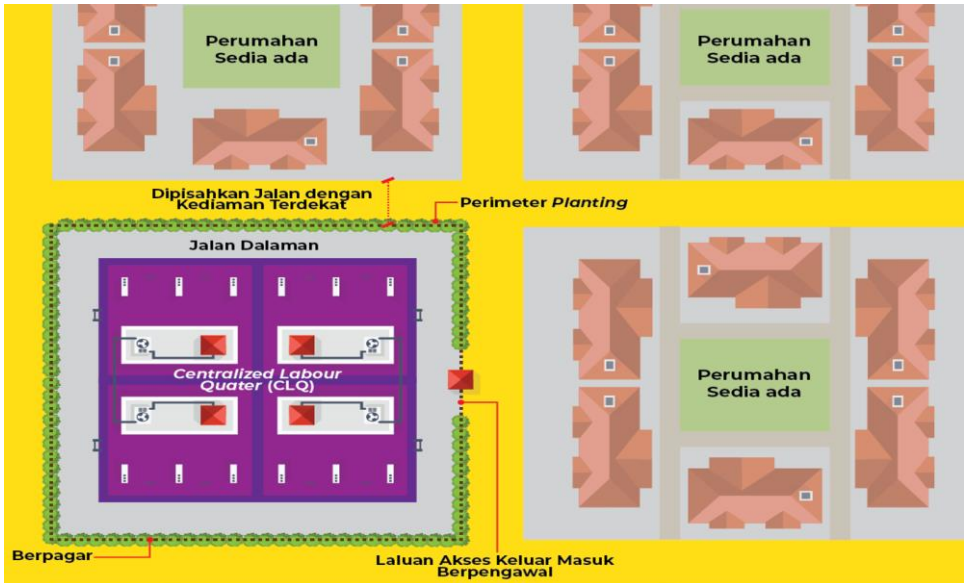 Perumahan
Sedia ada
Perumahan
Sedia ada
Dipisahkan Jalan dengan
Kediaman Terdekat
Perimeter Planting
Jalan Dalaman
Centralized Labour
Quater (CLQ)
Perumahan
Sedia ada
Berpagar
Laluan Akses Keluar Masuk
Berpengawal